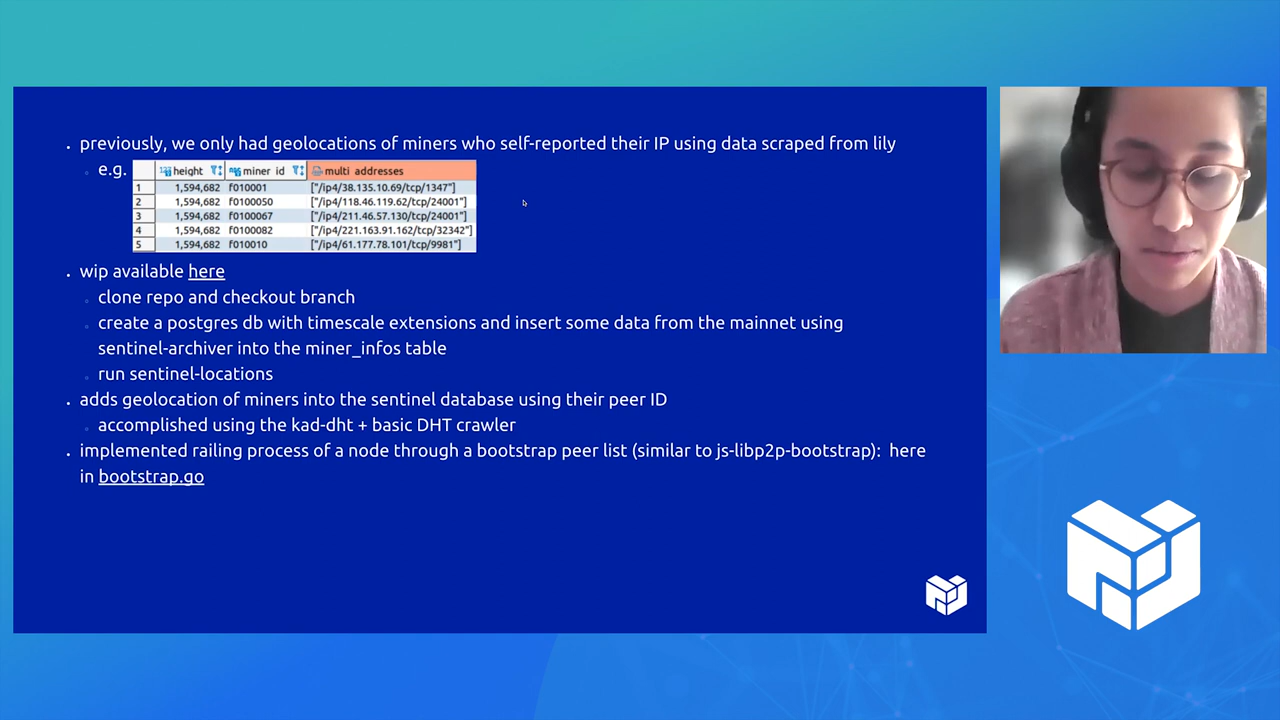 . previously, we only had geolocations of miners who self-reported their IP using data scraped from lily
e.g.
123 height miner_id multi_addresses
1 1,594,682 f010001 ["/ip4/38.135.10.69/tcp/1347"]
2 1,594,682 f0100050 ["/ip4/118.46.119.62/tcp/24001"]
3 1,594,682 f0100067 ["/ip4/211.46.57.130/tcp/24001"]
4 1,594,682 f0100082 ["/ip4/221.163.91.162/tcp/32342"]
5 1,594,682 f010010 ["/ip4/61.177.78.101/tcp/9981"]
. wip available here
clone repo and checkout branch
create a postgres db with timescale extensions and insert some data from the mainnet using
sentinel-archiver into the miner_infos table
run sentinel-locations
. adds geolocation of miners into the sentinel database using their peer ID
accomplished using the kad-dht + basic DHT crawler
. implemented railing process of a node through a bootstrap peer list (similar to js-libp2p-bootstrap): here
in bootstrap.go